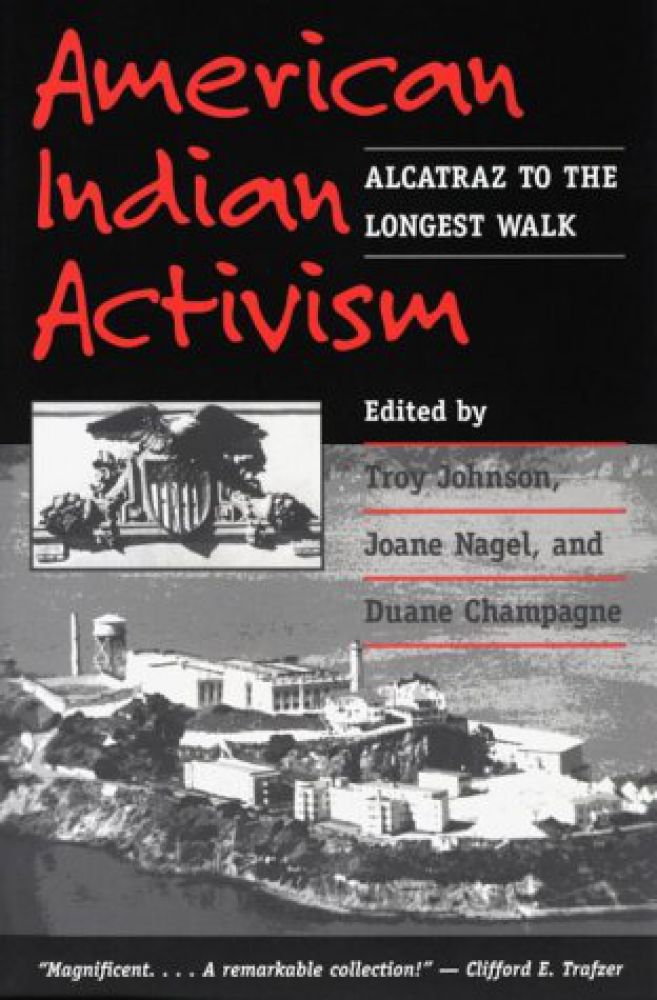 American
Indian
Activism
ALCATRAZ TO THE
LONGEST WALK
Edited by
Troy Johnson,
Joane Nagel, and
Duane Champagne
“Magnificent. . . . A remarkable collection!” — Clifford E. Trafzer